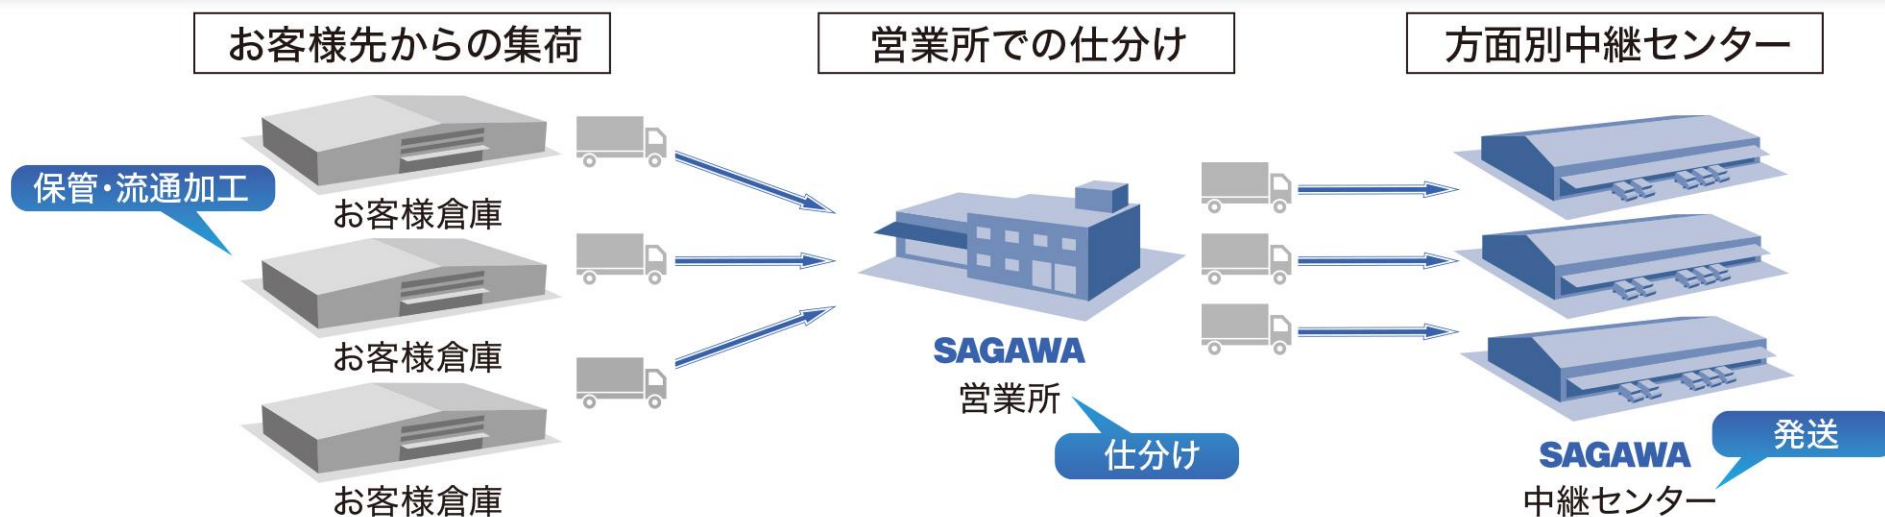 お客様先からの集荷
営業所での仕分け
方面別中継センター
保管・流通加工
お客様倉庫
お客様倉庫
お客様倉庫
SAGAWA
営業所
仕分け
発送
SAGAWA
中継センター